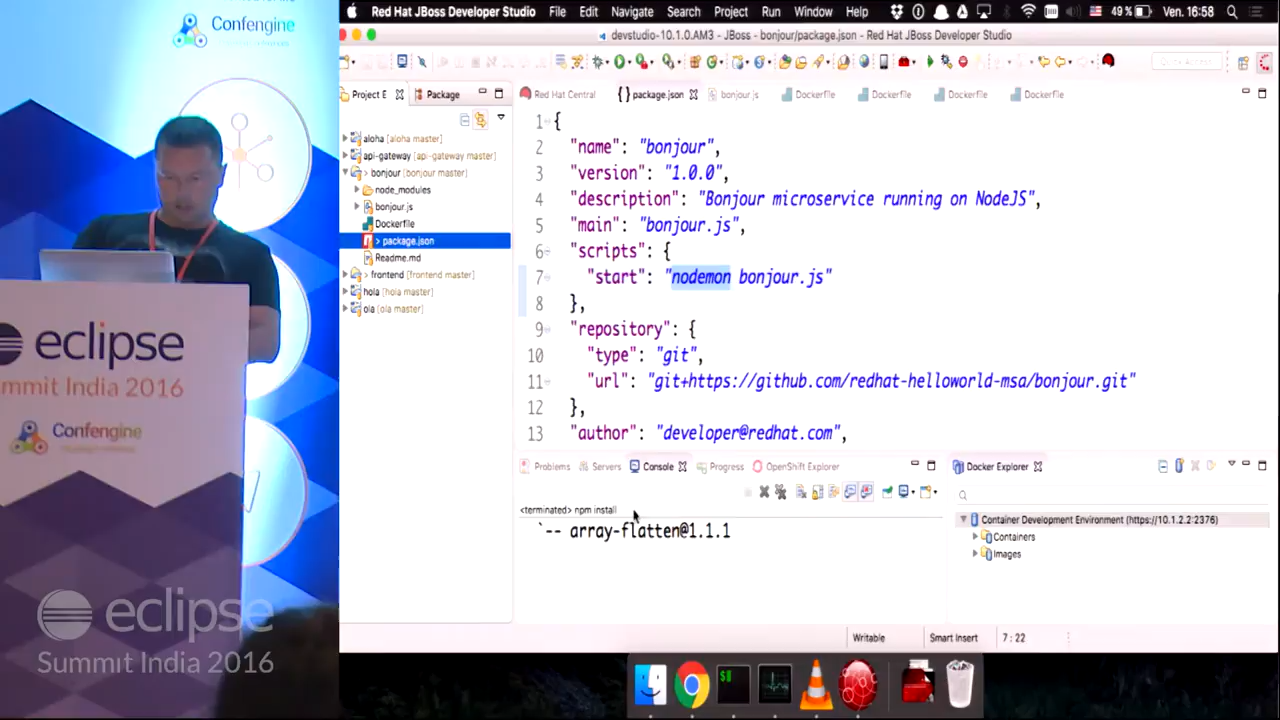 Confengine
eclipse
Summit India 2016
Confengine
eclipse
Summit India 2016
Red Hat JBoss Developer Studio File Edit Navigate Search Project Run Window Help 49 % Ven. 16:58
devstudio-10.1.0.AM3 - JBoss - bonjour/package.json - Red Hat JBoss Developer Studio
Quick Access
Project E Package
aloha [aloha master]
api-gateway [api-gateway master]
> bonjour [bonjour master]
node_modules
bonjour.js
Dockerfile
> package.json
Readme.md
> frontend [frontend master]
hola [hola master]
ola [ola master]
Red Hat Central package.json bonjour.js Dockerfile Dockerfile Dockerfile Dockerfile
1 {
2 "name": "bonjour",
3 "version": "1.0.0",
4 "description": "Bonjour microservice running on NodeJS",
5 "main": "bonjour.js",
6 "scripts": {
7 "start": "nodemon bonjour.js"
8 },
9 "repository": {
10 "type": "git",
11 "url": "git+https://github.com/redhat-helloworld-msa/bonjour.git"
12 },
13 "author": "developer@redhat.com",
Problems Servers Console Progress OpenShift Explorer
<terminated> npm install
`-- array-flatten@1.1.1
Docker Explorer
Container Development Environment (https://10.1.2.2:2376)
Containers
Images
Writable Smart Insert 7 : 22